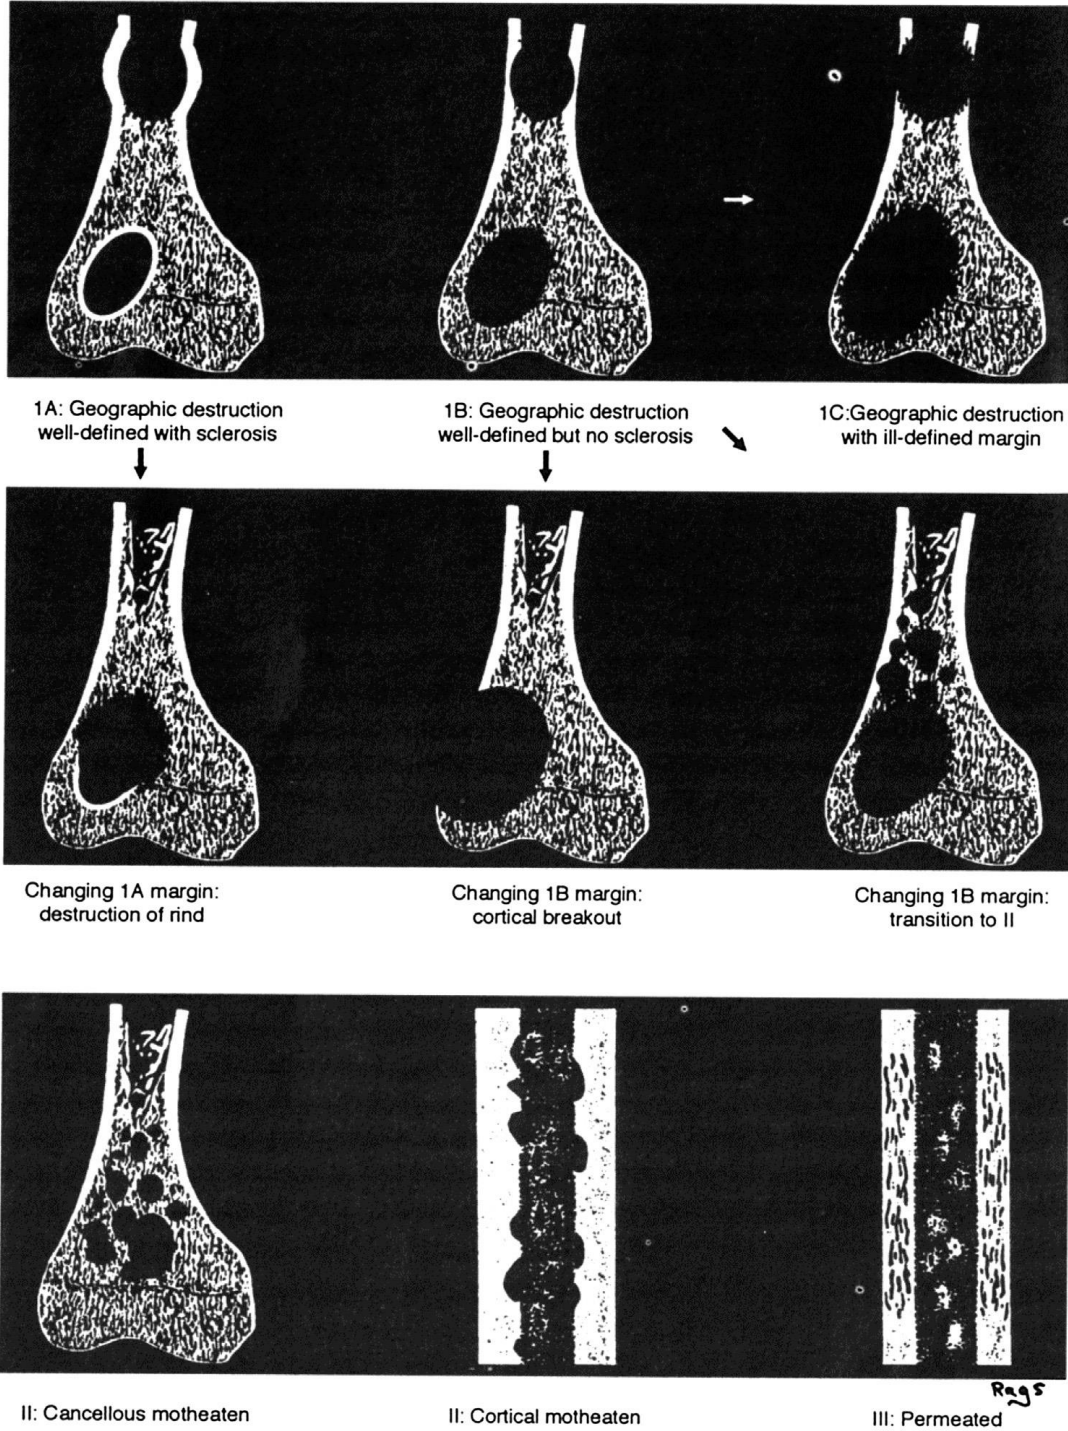 1A: Geographic destruction
well-defined with sclerosis
1B: Geographic destruction
well-defined but no sclerosis
1C:Geographic destruction
with ill-defined margin
Changing 1A margin:
destruction of rind
Changing 1B margin:
cortical breakout
Changing 1B margin:
transition to II
Rags
II: Cancellous motheaten
II: Cortical motheaten
III: Permeated